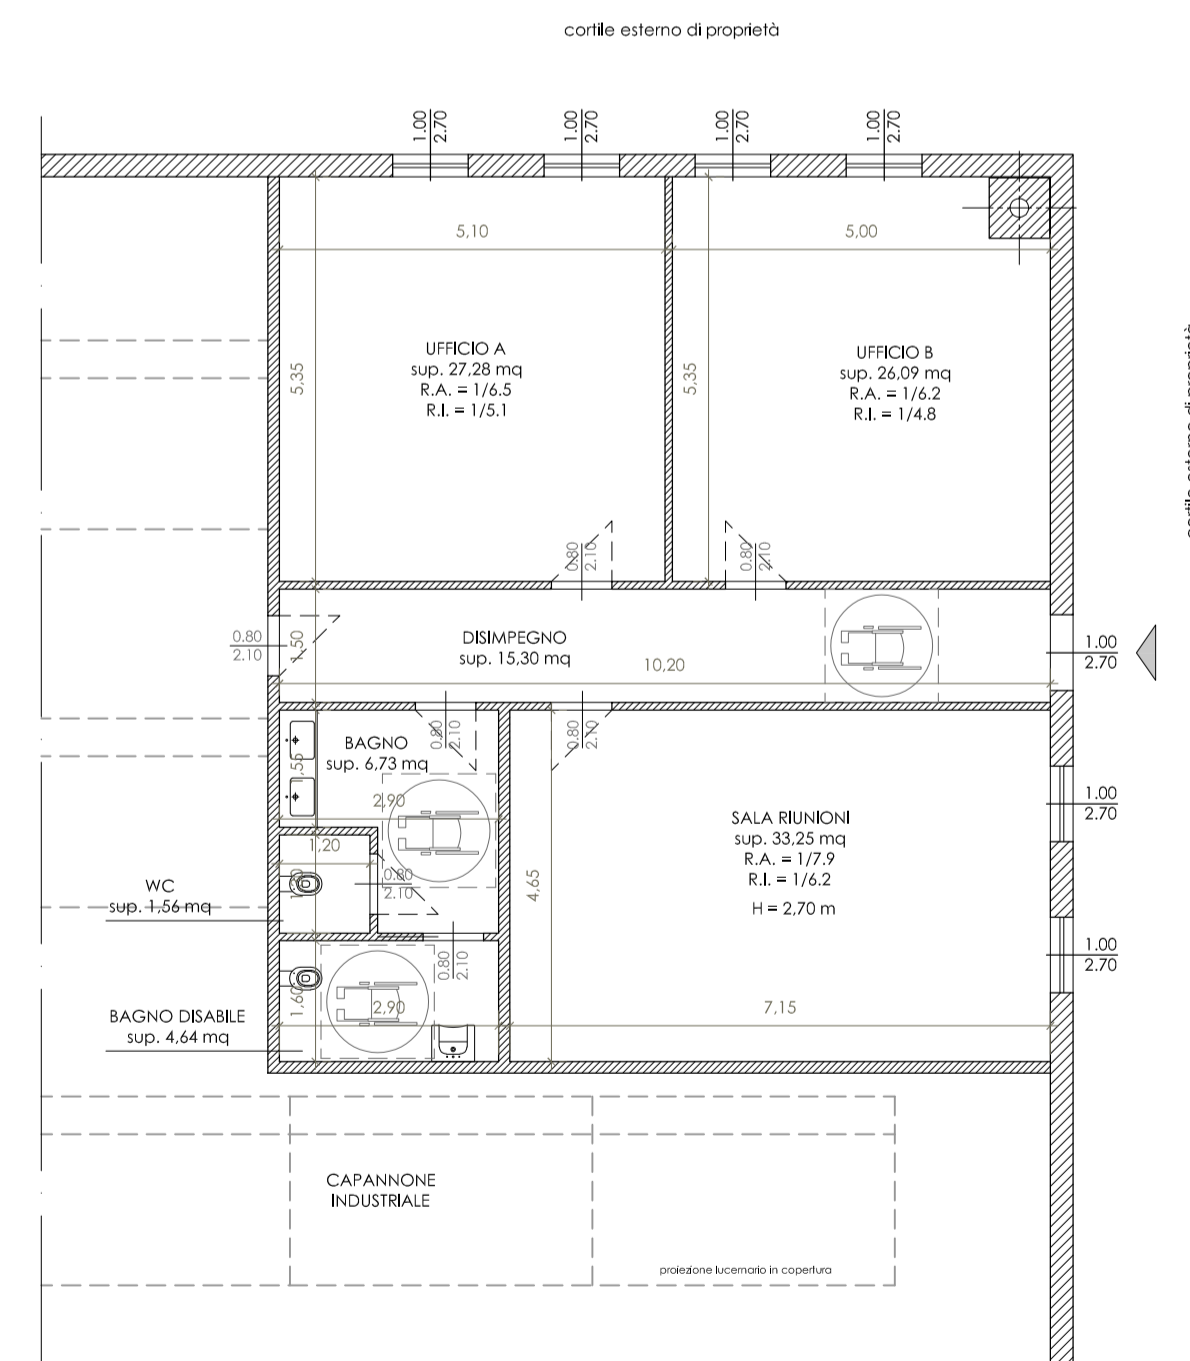 cortile esterno di proprietà
1.00
2.70
1.00
2.70
1.00
2.70
1.00
2.70
5,10
5,00
UFFICIO A
sup. 27,28 mq
R.A. = 1/6.5
R.I. = 1/5.1
5,35
5,35
UFFICIO B
sup. 26,09 mq
R.A. = 1/6.2
R.I. = 1/4.8
cortile esterno di proprietà
0.80
2.10
0.80
2.10
0.80
2.10
1,50
DISIMPEGNO
sup. 15,30 mq
10,20
1.00
2.70
0.80
2.10
0.80
2.10
BAGNO
sup. 6,73 mq
2,90
1,20
0.80
2.10
WC
sup. 1,56 mq
4,65
SALA RIUNIONI
sup. 33,25 mq
R.A. = 1/7.9
R.I. = 1/6.2
H = 2,70 m
1.00
2.70
1.00
2.70
0.80
2.10
BAGNO DISABILE
sup. 4,64 mq
1,60
2,90
7,15
CAPANNONE
INDUSTRIALE
proiezione lucernario in copertura